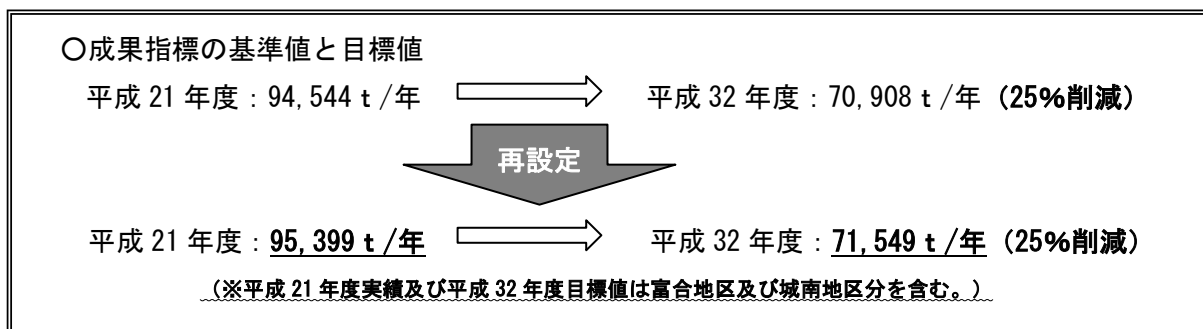 ○成果指標の基準値と目標値
平成 21 年度：94,544ｔ/年 平成 32 年度：70,908ｔ/年（25%削減）
再設定
平成 21 年度：95,399ｔ/年 平成 32 年度：71,549ｔ/年（25%削減）
（※平成 21 年度実績及び平成 32 年度目標値は富合地区及び城南地区分を含む。）